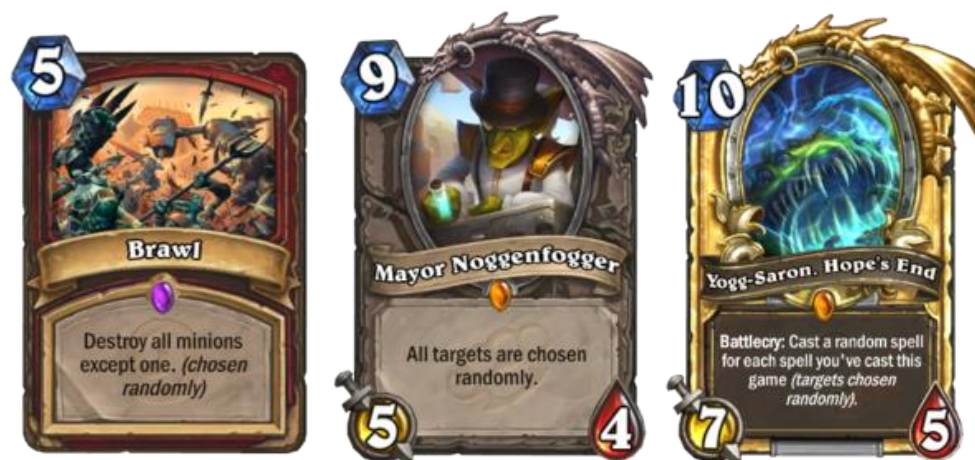 5
Brawl
Destroy all minions
except one. (chosen
randomly)
9
Mayor Noggenfogger
All targets are chosen
randomly.
5
4
10
Yogg-Saron, Hope's End
Battlecry: Cast a random spell
for each spell you've cast this
game (targets chosen
randomly).
7
5